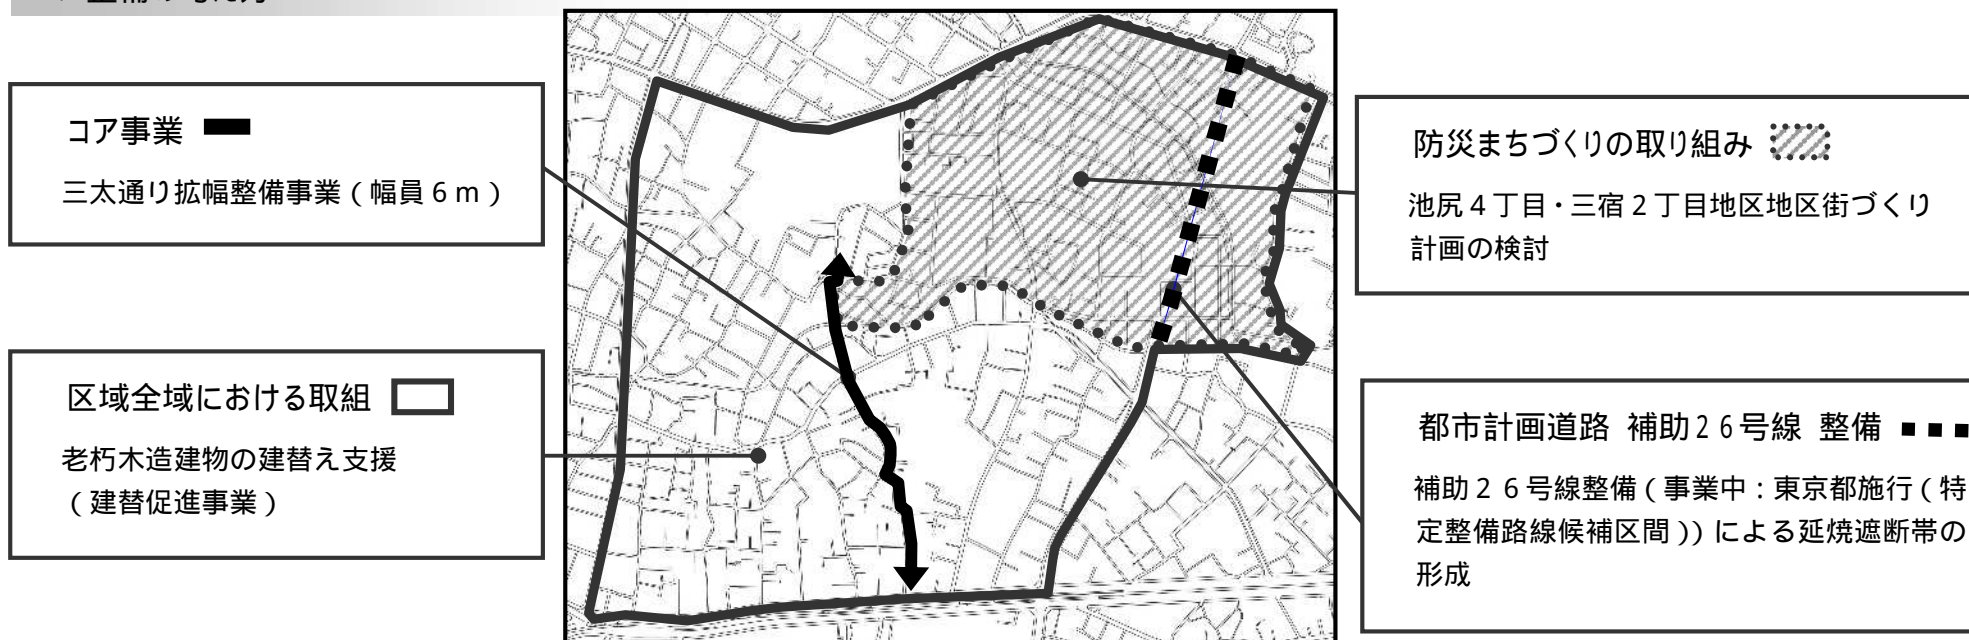 コア事業
三太通り拡幅整備事業（幅員６ｍ）
区域全域における取組
老朽木造建物の建替え支援
（建替促進事業）
防災まちづくりの取り組み
池尻４丁目・三宿２丁目地区地区街づくり
計画の検討
都市計画道路 補助２６号線 整備
補助２６号線整備（事業中：東京都施行（特
定整備路線候補区間））による延焼遮断帯の
形成